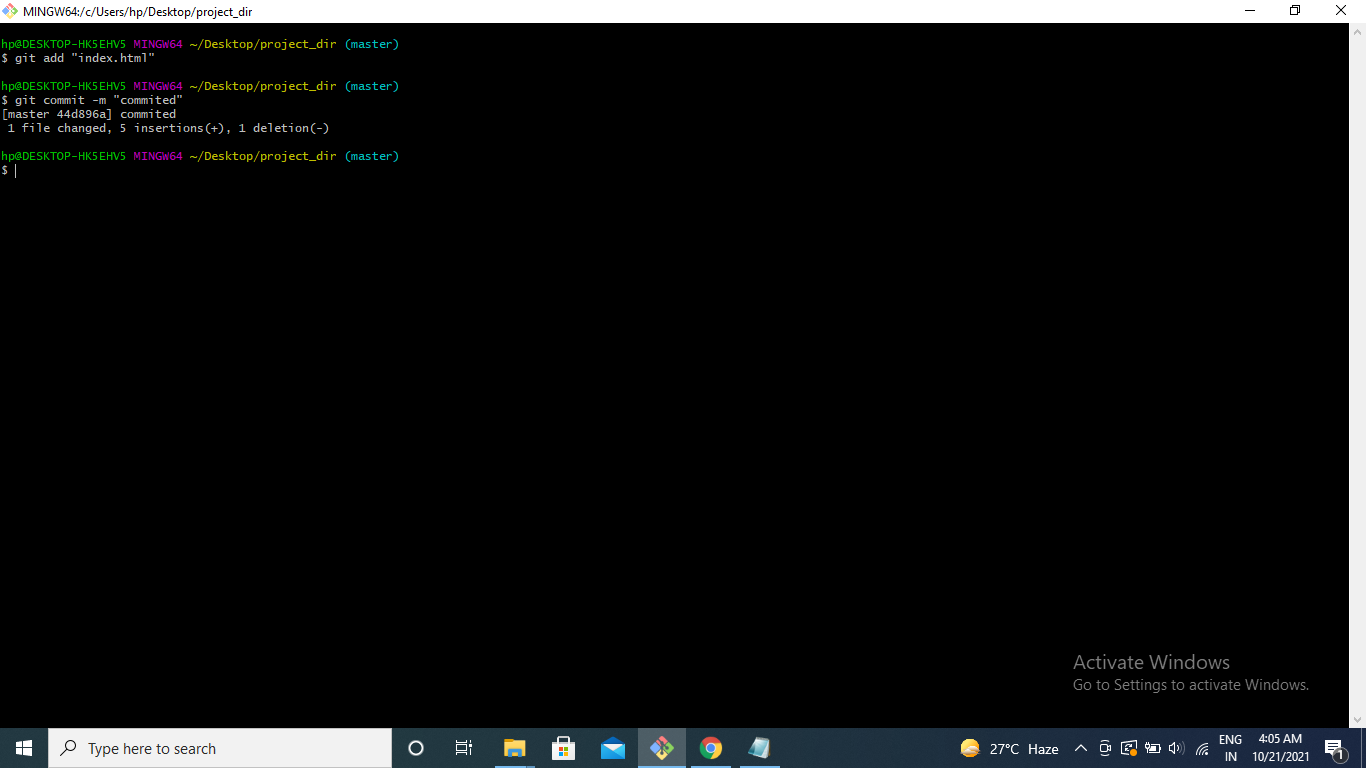 MINGW64:/c/Users/hp/Desktop/project_dir
hp@DESKTOP-HK5EHV5 MINGW64 ~/Desktop/project_dir (master)
$ git add "index.html"
hp@DESKTOP-HK5EHV5 MINGW64 ~/Desktop/project_dir (master)
$ git commit -m "commited"
[master 44d896a] commited
 1 file changed, 5 insertions(+), 1 deletion(-)
hp@DESKTOP-HK5EHV5 MINGW64 ~/Desktop/project_dir (master)
$
Activate Windows
Go to Settings to activate Windows.
Type here to search
27°C Haze
ENG
IN
4:05 AM
10/21/2021
1